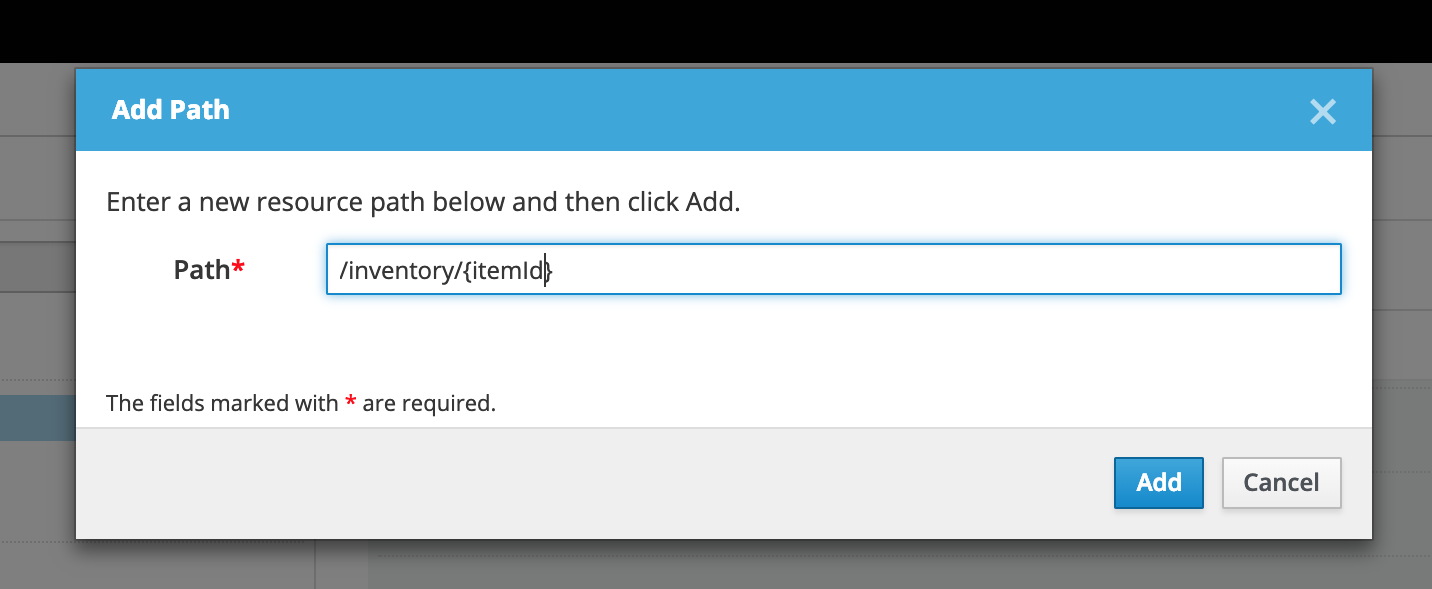 Add Path
Enter a new resource path below and then click Add.
Path* /inventory/{itemId}
The fields marked with * are required.
Add Cancel